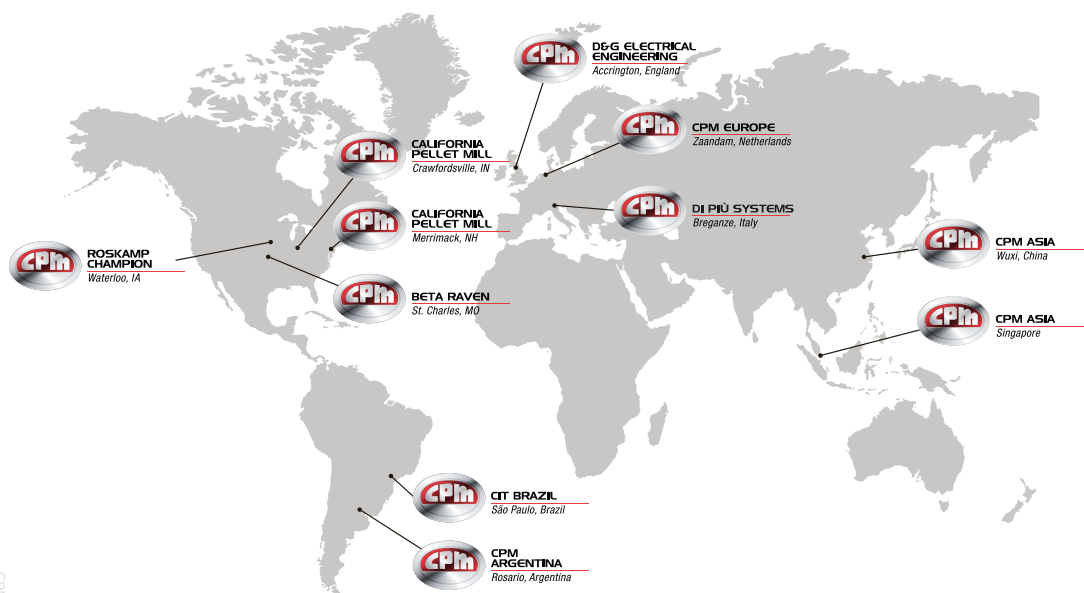 cpm
D&G ELECTRICAL
ENGINEERING
Accrington, England
cpm
CPM EUROPE
Zaandam, Netherlands
cpm
CALIFORNIA
PELLET MILL
Crawfordsville, IN
cpm
DI PIÙ SYSTEMS
Breganze, Italy
cpm
CALIFORNIA
PELLET MILL
Merrimack, NH
cpm
ROSKAMP
CHAMPION
Waterloo, IA
cpm
CPM ASIA
Wuxi, China
cpm
BETA RAVEN
St. Charles, MO
cpm
CPM ASIA
Singapore
cpm
CIT BRAZIL
São Paulo, Brazil
cpm
CPM
ARGENTINA
Rosario, Argentina